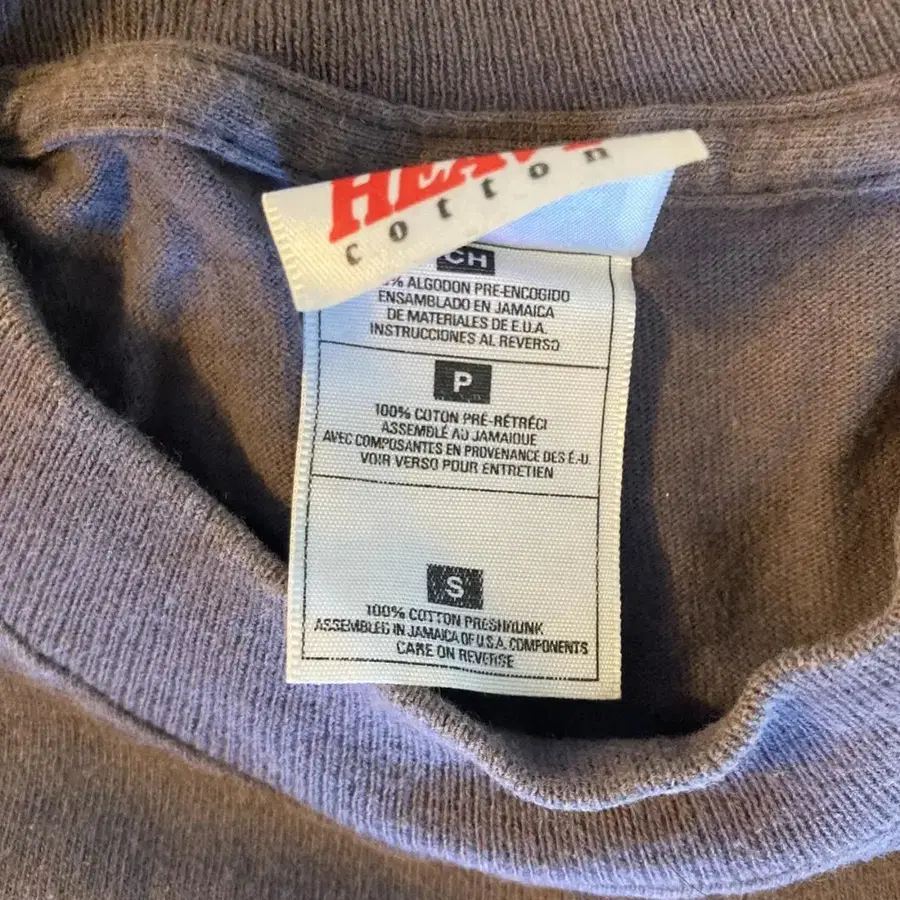 HEAV
cotton
CH
% ALGODON PRE-ENCOGIDO
ENSAMBLADO EN JAMAICA
DE MATERIALES DE E.U.A.
INSTRUCCIONES AL REVERSO
P
100% COTON PRÉ-RÉTRÉCI
ASSEMBLÉ AU JAMAIQUE
AVEC COMPOSANTES EN PROVENANCE DES É.-U.
VOIR VERSO POUR ENTRETIEN
S
100% COTTON PRESHRUNK
ASSEMBLED IN JAMAICA OF U.S.A. COMPONENTS
CARE ON REVERSE